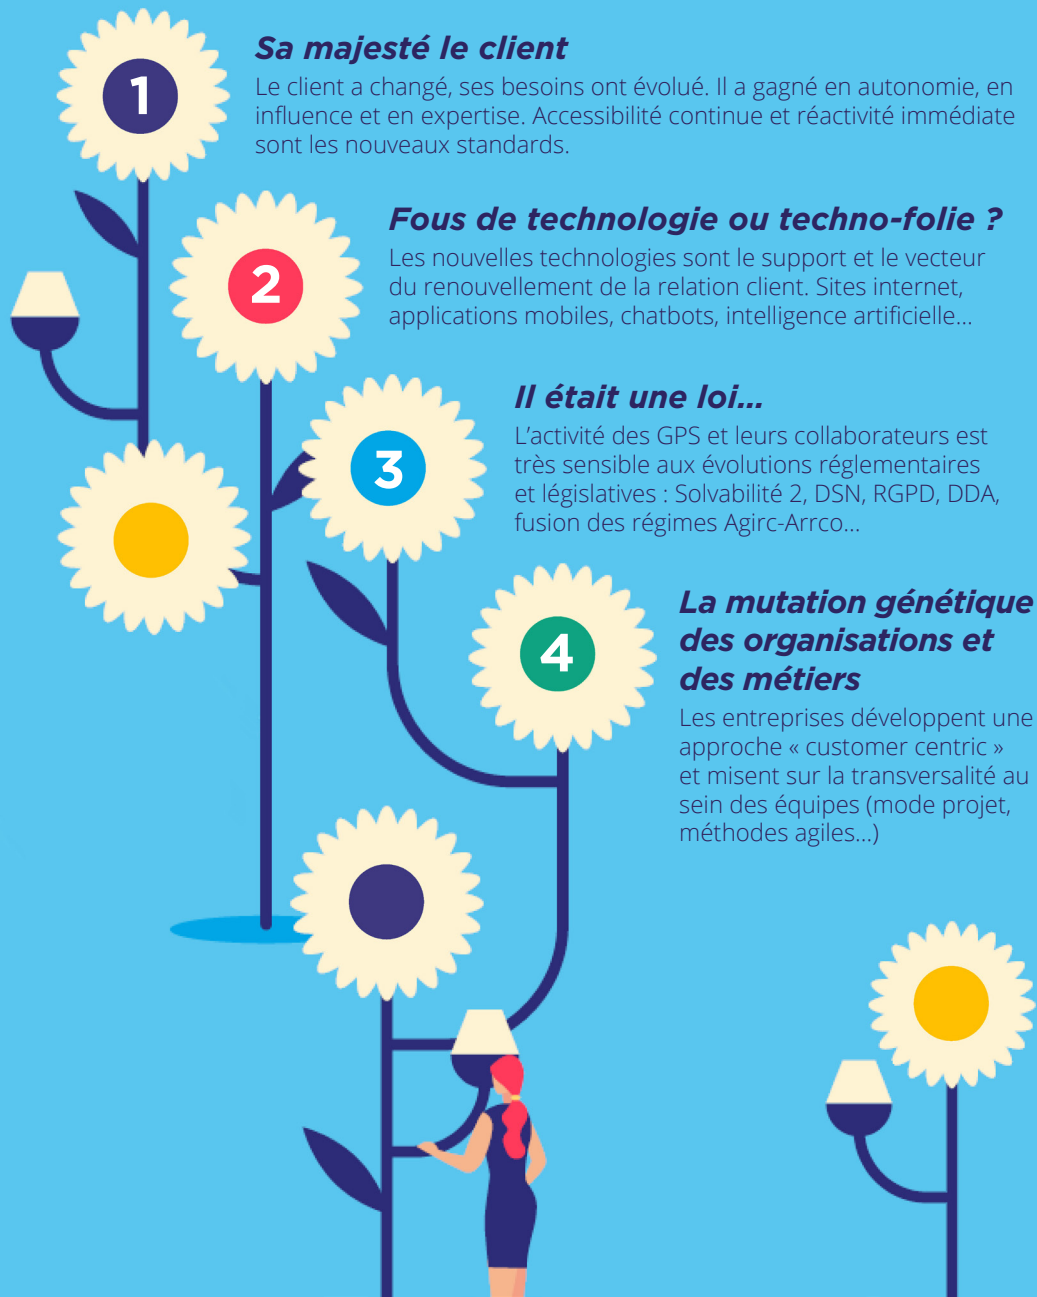 1
Sa majesté le client
Le client a changé, ses besoins ont évolué. Il a gagné en autonomie, en
influence et en expertise. Accessibilité continue et réactivité immédiate
sont les nouveaux standards.
2
Fous de technologie ou techno-folie ?
Les nouvelles technologies sont le support et le vecteur
du renouvellement de la relation client. Sites internet,
applications mobiles, chatbots, intelligence artificielle...
3
Il était une loi...
L’activité des GPS et leurs collaborateurs est
très sensible aux évolutions réglementaires
et législatives : Solvabilité 2, DSN, RGPD, DDA,
fusion des régimes Agirc-Arrco...
4
La mutation génétique
des organisations et
des métiers
Les entreprises développent une
approche « customer centric »
et misent sur la transversalité au
sein des équipes (mode projet,
méthodes agiles...)